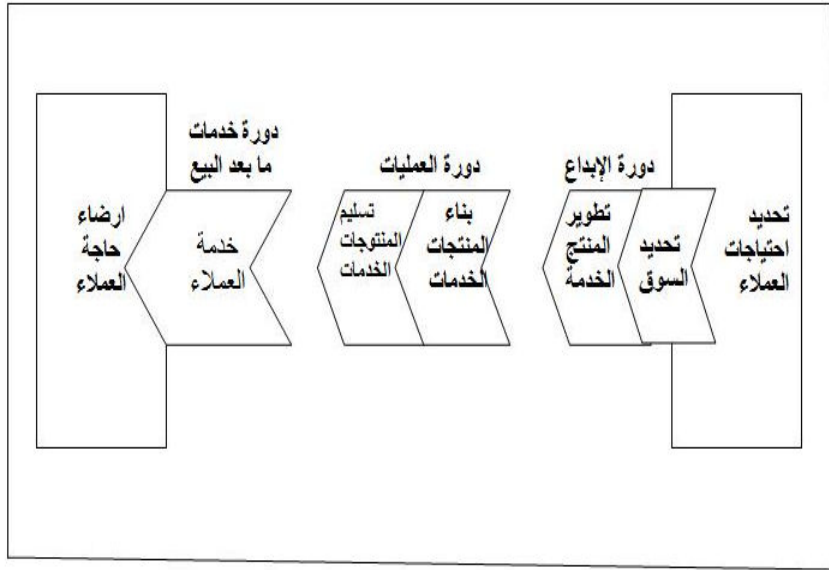 تحديد
احتياجات
العملاء
دورة الإبداع
تحديد
السوق
تطوير
المنتج
الخدمة
دورة العمليات
بناء
المنتجات
الخدمات
تسليم
المنتوجات
الخدمات
دورة خدمات
ما بعد البيع
خدمة
العملاء
ارضاء
حاجة
العملاء